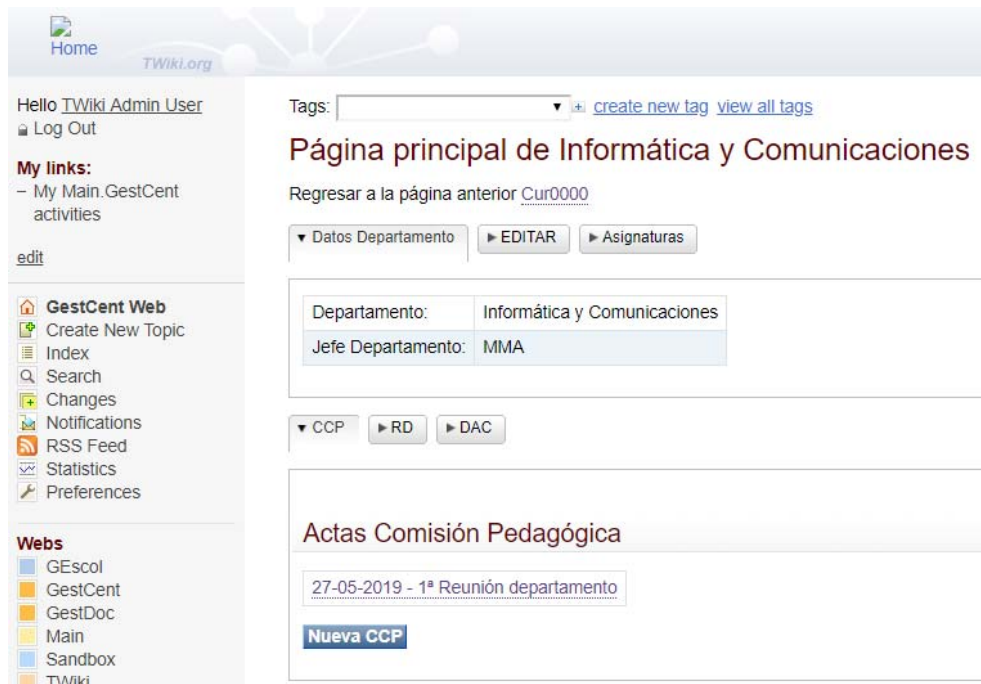 Home
TWiki.org
Hello TWiki Admin User
Log Out
My links:
– My Main.GestCent
activities
edit
GestCent Web
Create New Topic
Index
Search
Changes
Notifications
RSS Feed
Statistics
Preferences
Webs
GEscol
GestCent
GestDoc
Main
Sandbox
TWiki
Tags: create new tag view all tags
Página principal de Informática y Comunicaciones
Regresar a la página anterior Cur0000
Datos Departamento EDITAR Asignaturas
Departamento: Informática y Comunicaciones
Jefe Departamento: MMA
CCP RD DAC
Actas Comisión Pedagógica
27-05-2019 - 1ª Reunión departamento
Nueva CCP